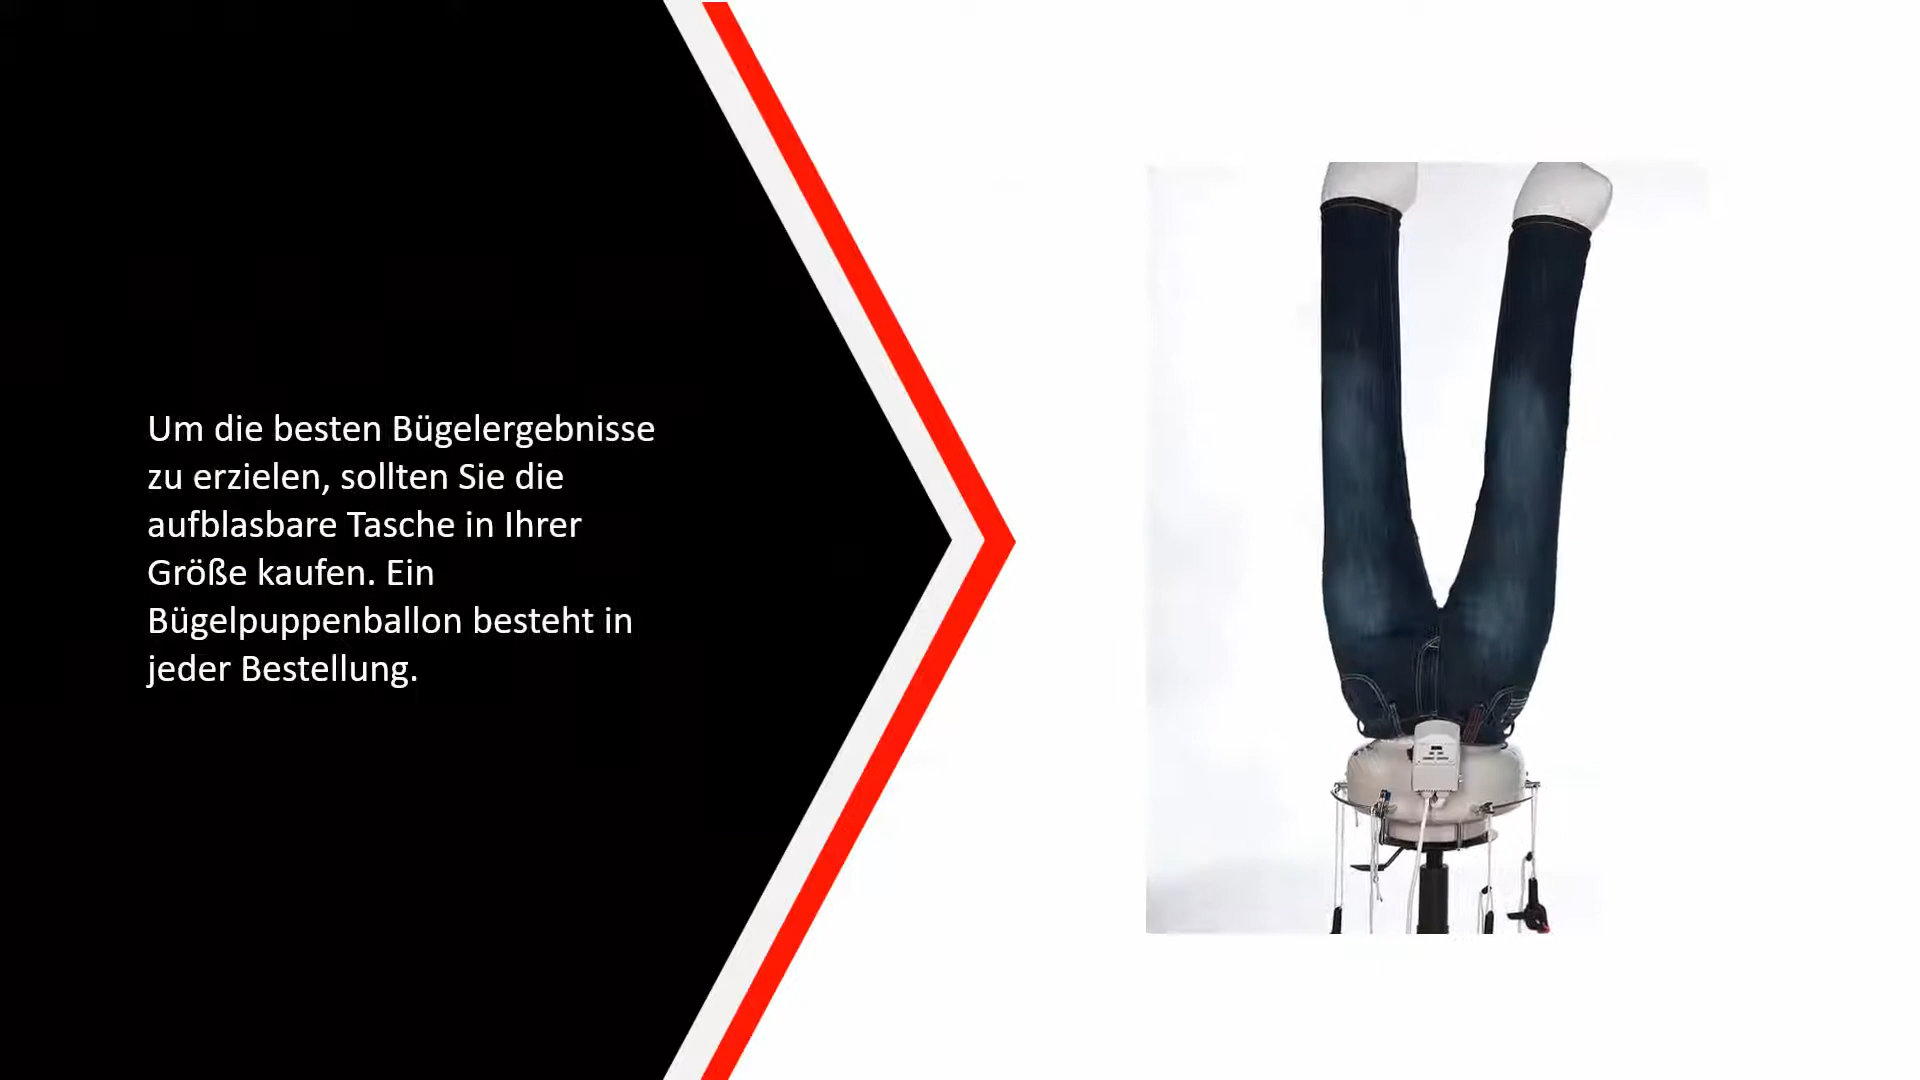 Um die besten Bügelergebnisse
zu erzielen, sollten Sie die
aufblasbare Tasche in Ihrer
Größe kaufen. Ein
Bügelpuppenballon besteht in
jeder Bestellung.